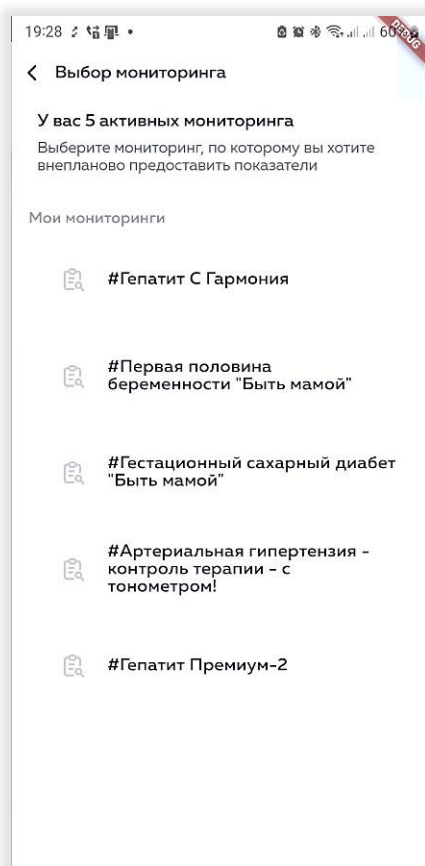 19:28
DEBUG
Выбор мониторинга
У вас 5 активных мониторинга
Выберите мониторинг, по которому вы хотите
внепланово предоставить показатели
Мои мониторинги
#Гепатит С Гармония
#Первая половина
беременности "Быть мамой"
#Гестационный сахарный диабет
"Быть мамой"
#Артериальная гипертензия -
контроль терапии - с
тонометром!
#Гепатит Премиум-2